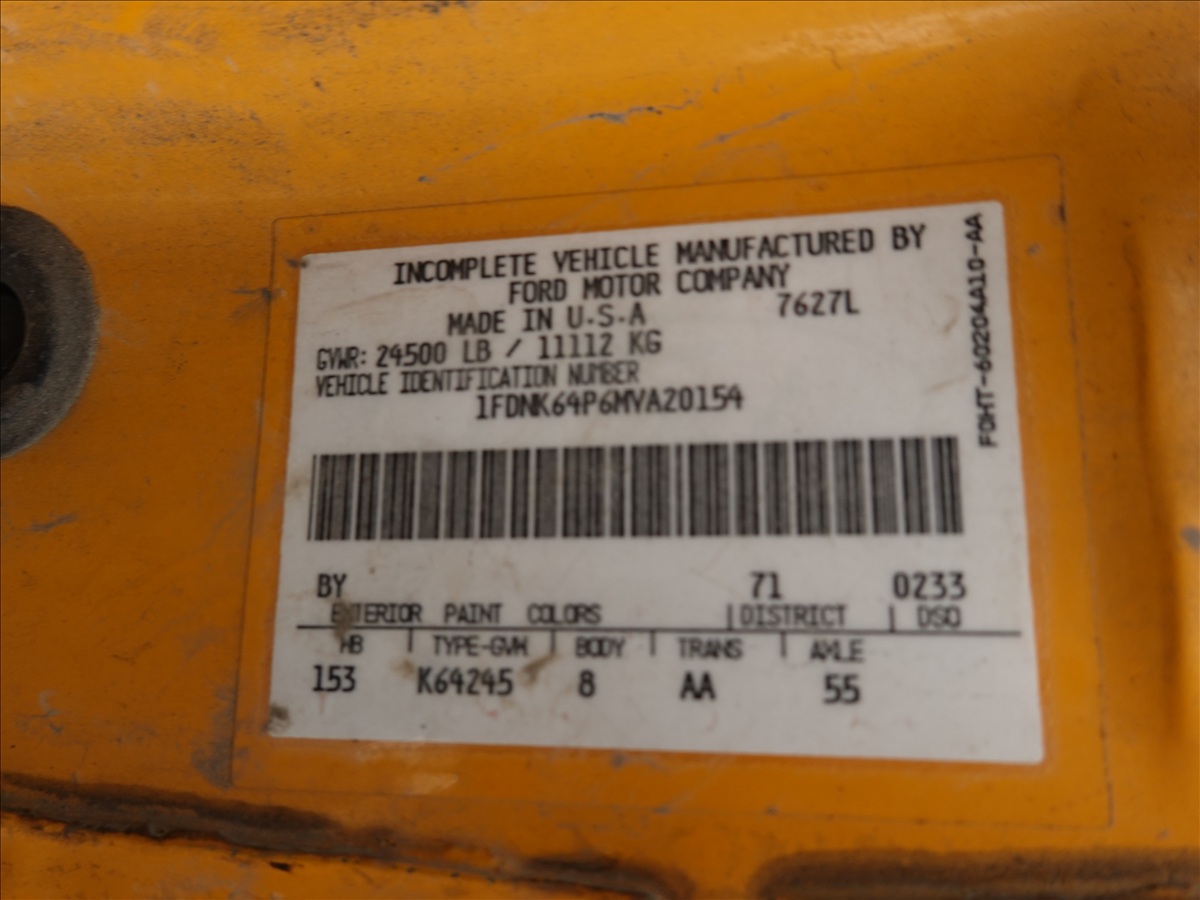 INCOMPLETE VEHICLE MANUFACTURED BY
FORD MOTOR COMPANY
MADE IN U.S.A 7627L
GVWR: 24500 LB / 11112 KG
VEHICLE IDENTIFICATION NUMBER
1FDNK64P6MVA20154
BY 71 0233
EXTERIOR PAINT COLORS | DISTRICT | DSO
WB | TYPE-GVW | BODY | TRANS | AXLE
153 K64245 8 AA 55
FOHT-60204A10-AA